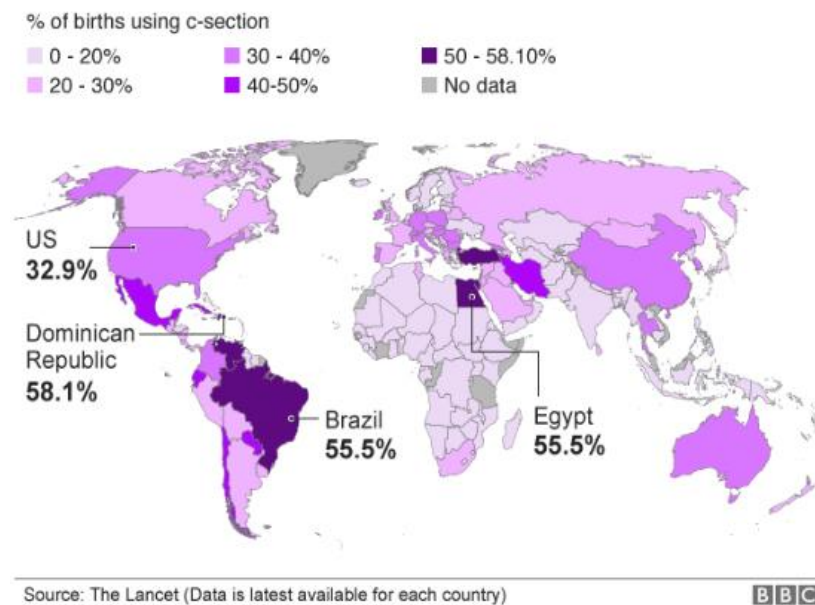 % of births using c-section
0 - 20%
30 - 40%
50 - 58.10%
20 - 30%
40-50%
No data
US
32.9%
Dominican
Republic
58.1%
Brazil
55.5%
Egypt
55.5%
Source: The Lancet (Data is latest available for each country)
BBC